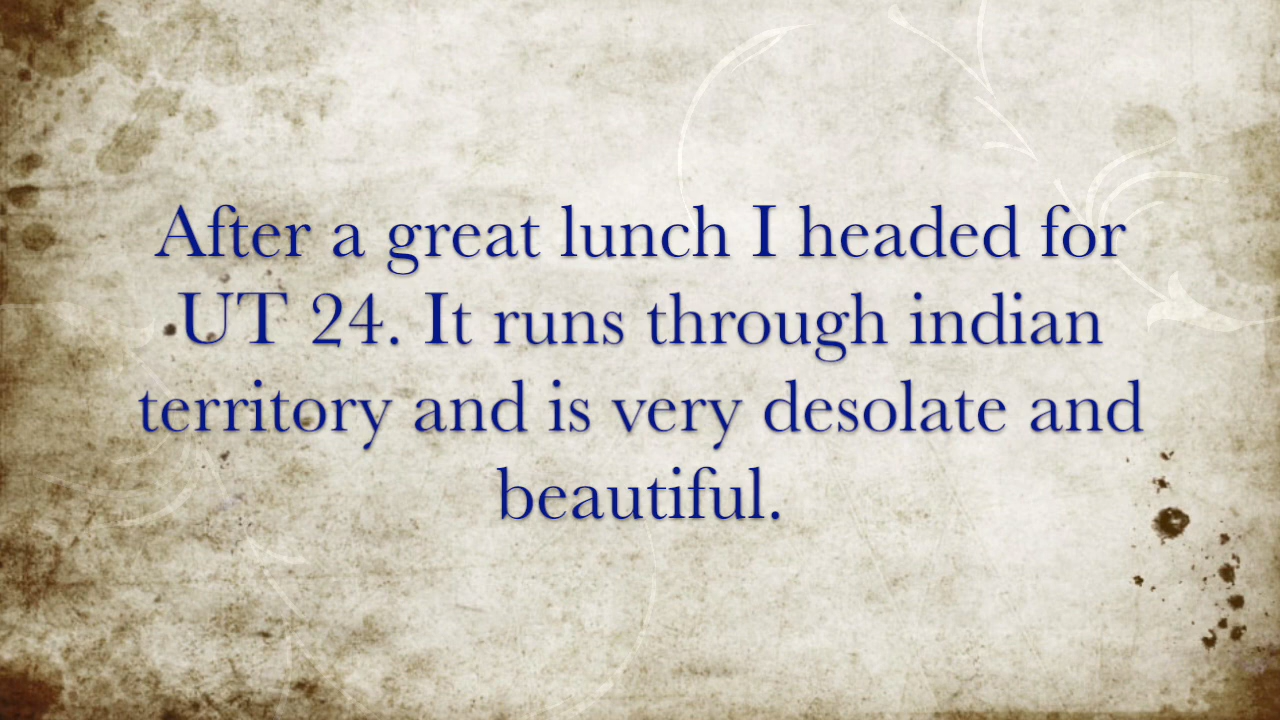 After a great lunch I headed for
UT 24. It runs through indian
territory and is very desolate and
beautiful.